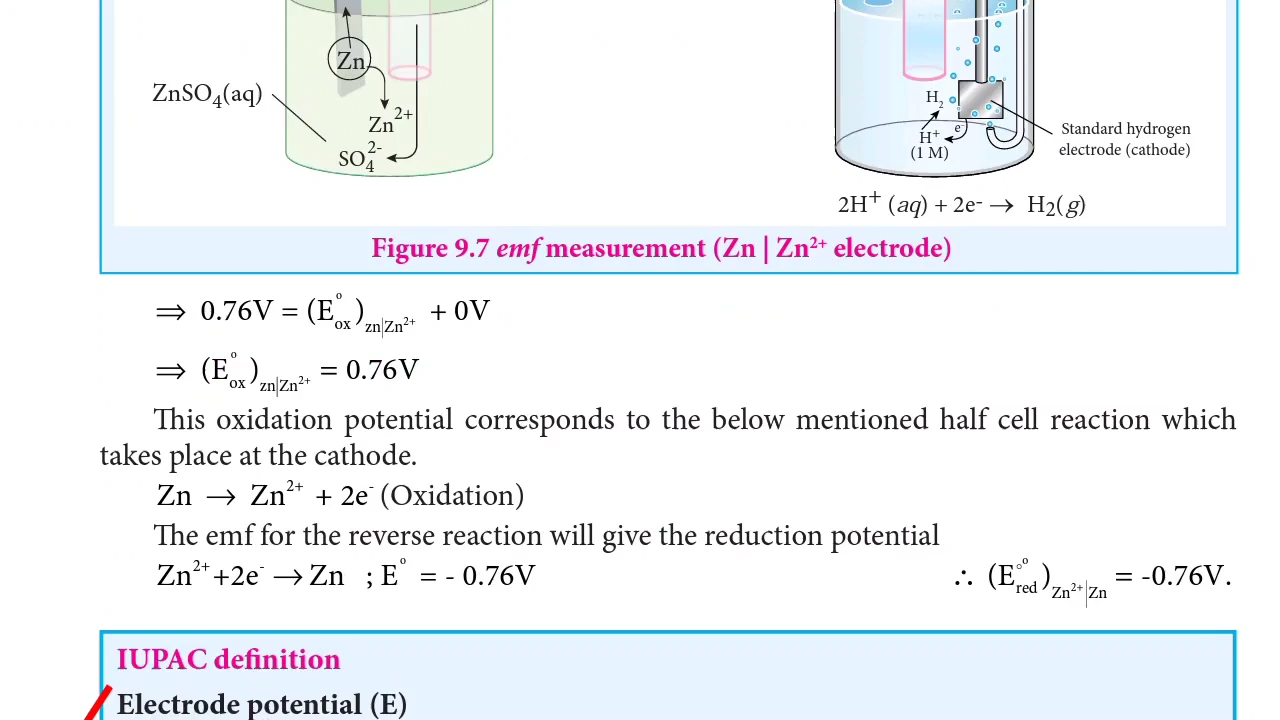 Zn
ZnSO₄(aq)
Zn²⁺
SO₄²⁻
H₂
H⁺ e⁻
(1 M)
Standard hydrogen
electrode (cathode)
2H⁺ (aq) + 2e⁻ → H₂(g)
Figure 9.7 emf measurement (Zn | Zn²⁺ electrode)
⇒ 0.76V = (E°ox)zn|Zn²⁺ + 0V
⇒ (E°ox)zn|Zn²⁺ = 0.76V
This oxidation potential corresponds to the below mentioned half cell reaction which
takes place at the cathode.
Zn → Zn²⁺ + 2e⁻ (Oxidation)
The emf for the reverse reaction will give the reduction potential
Zn²⁺+2e⁻ → Zn ; E° = - 0.76V ∴ (E°°red)Zn²⁺|Zn = -0.76V.
IUPAC definition
Electrode potential (E)